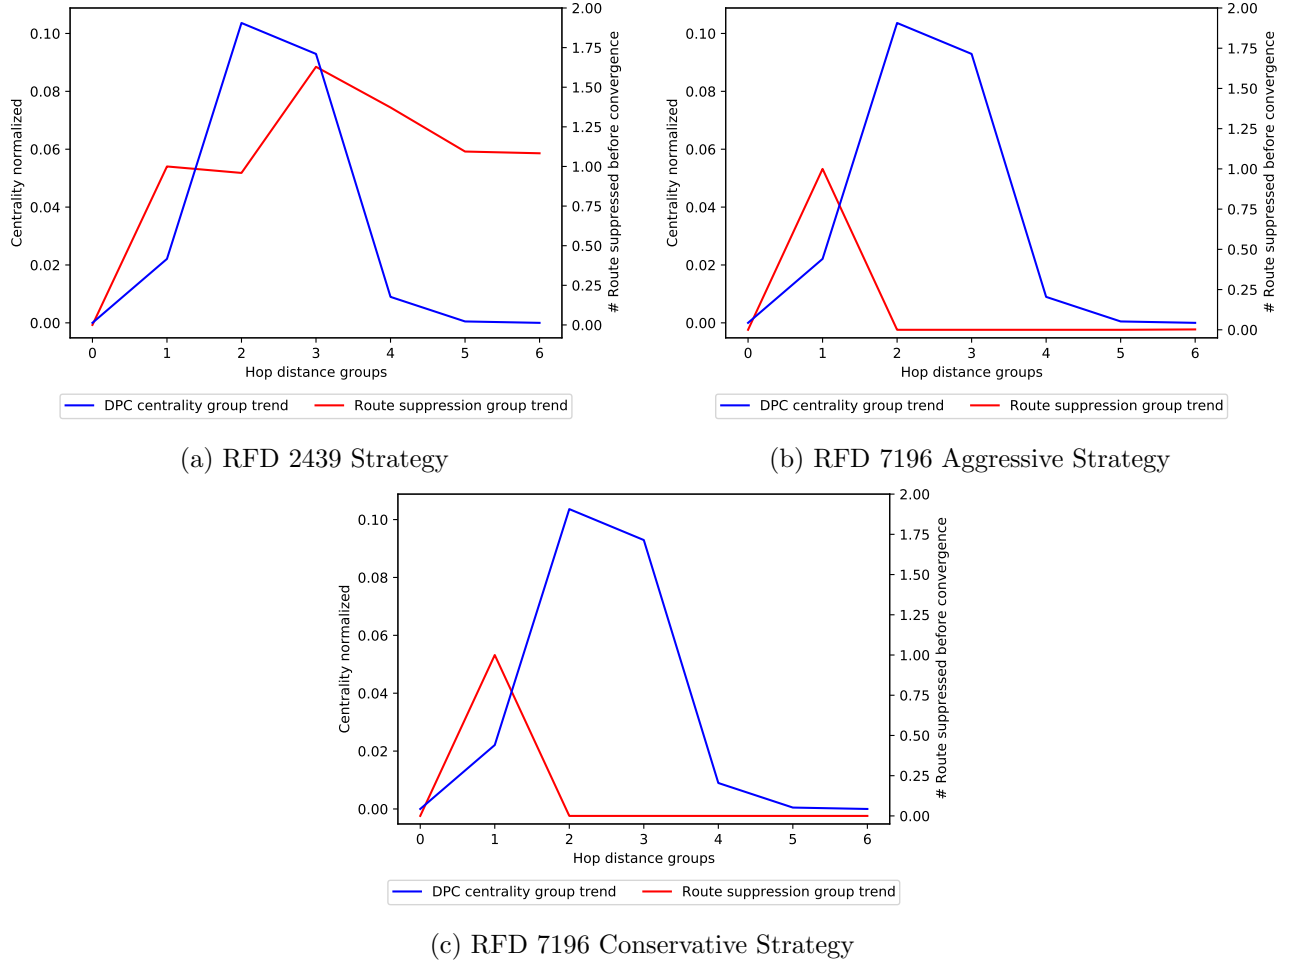 0.10
0.08
0.06
0.04
0.02
0.00
Centrality normalized
2.00
1.75
1.50
1.25
1.00
0.75
0.50
0.25
0.00
# Route suppressed before convergence
0 1 2 3 4 5 6
Hop distance groups
DPC centrality group trend Route suppression group trend
(a) RFD 2439 Strategy
0.10
0.08
0.06
0.04
0.02
0.00
Centrality normalized
2.00
1.75
1.50
1.25
1.00
0.75
0.50
0.25
0.00
# Route suppressed before convergence
0 1 2 3 4 5 6
Hop distance groups
DPC centrality group trend Route suppression group trend
(b) RFD 7196 Aggressive Strategy
0.10
0.08
0.06
0.04
0.02
0.00
Centrality normalized
2.00
1.75
1.50
1.25
1.00
0.75
0.50
0.25
0.00
# Route suppressed before convergence
0 1 2 3 4 5 6
Hop distance groups
DPC centrality group trend Route suppression group trend
(c) RFD 7196 Conservative Strategy